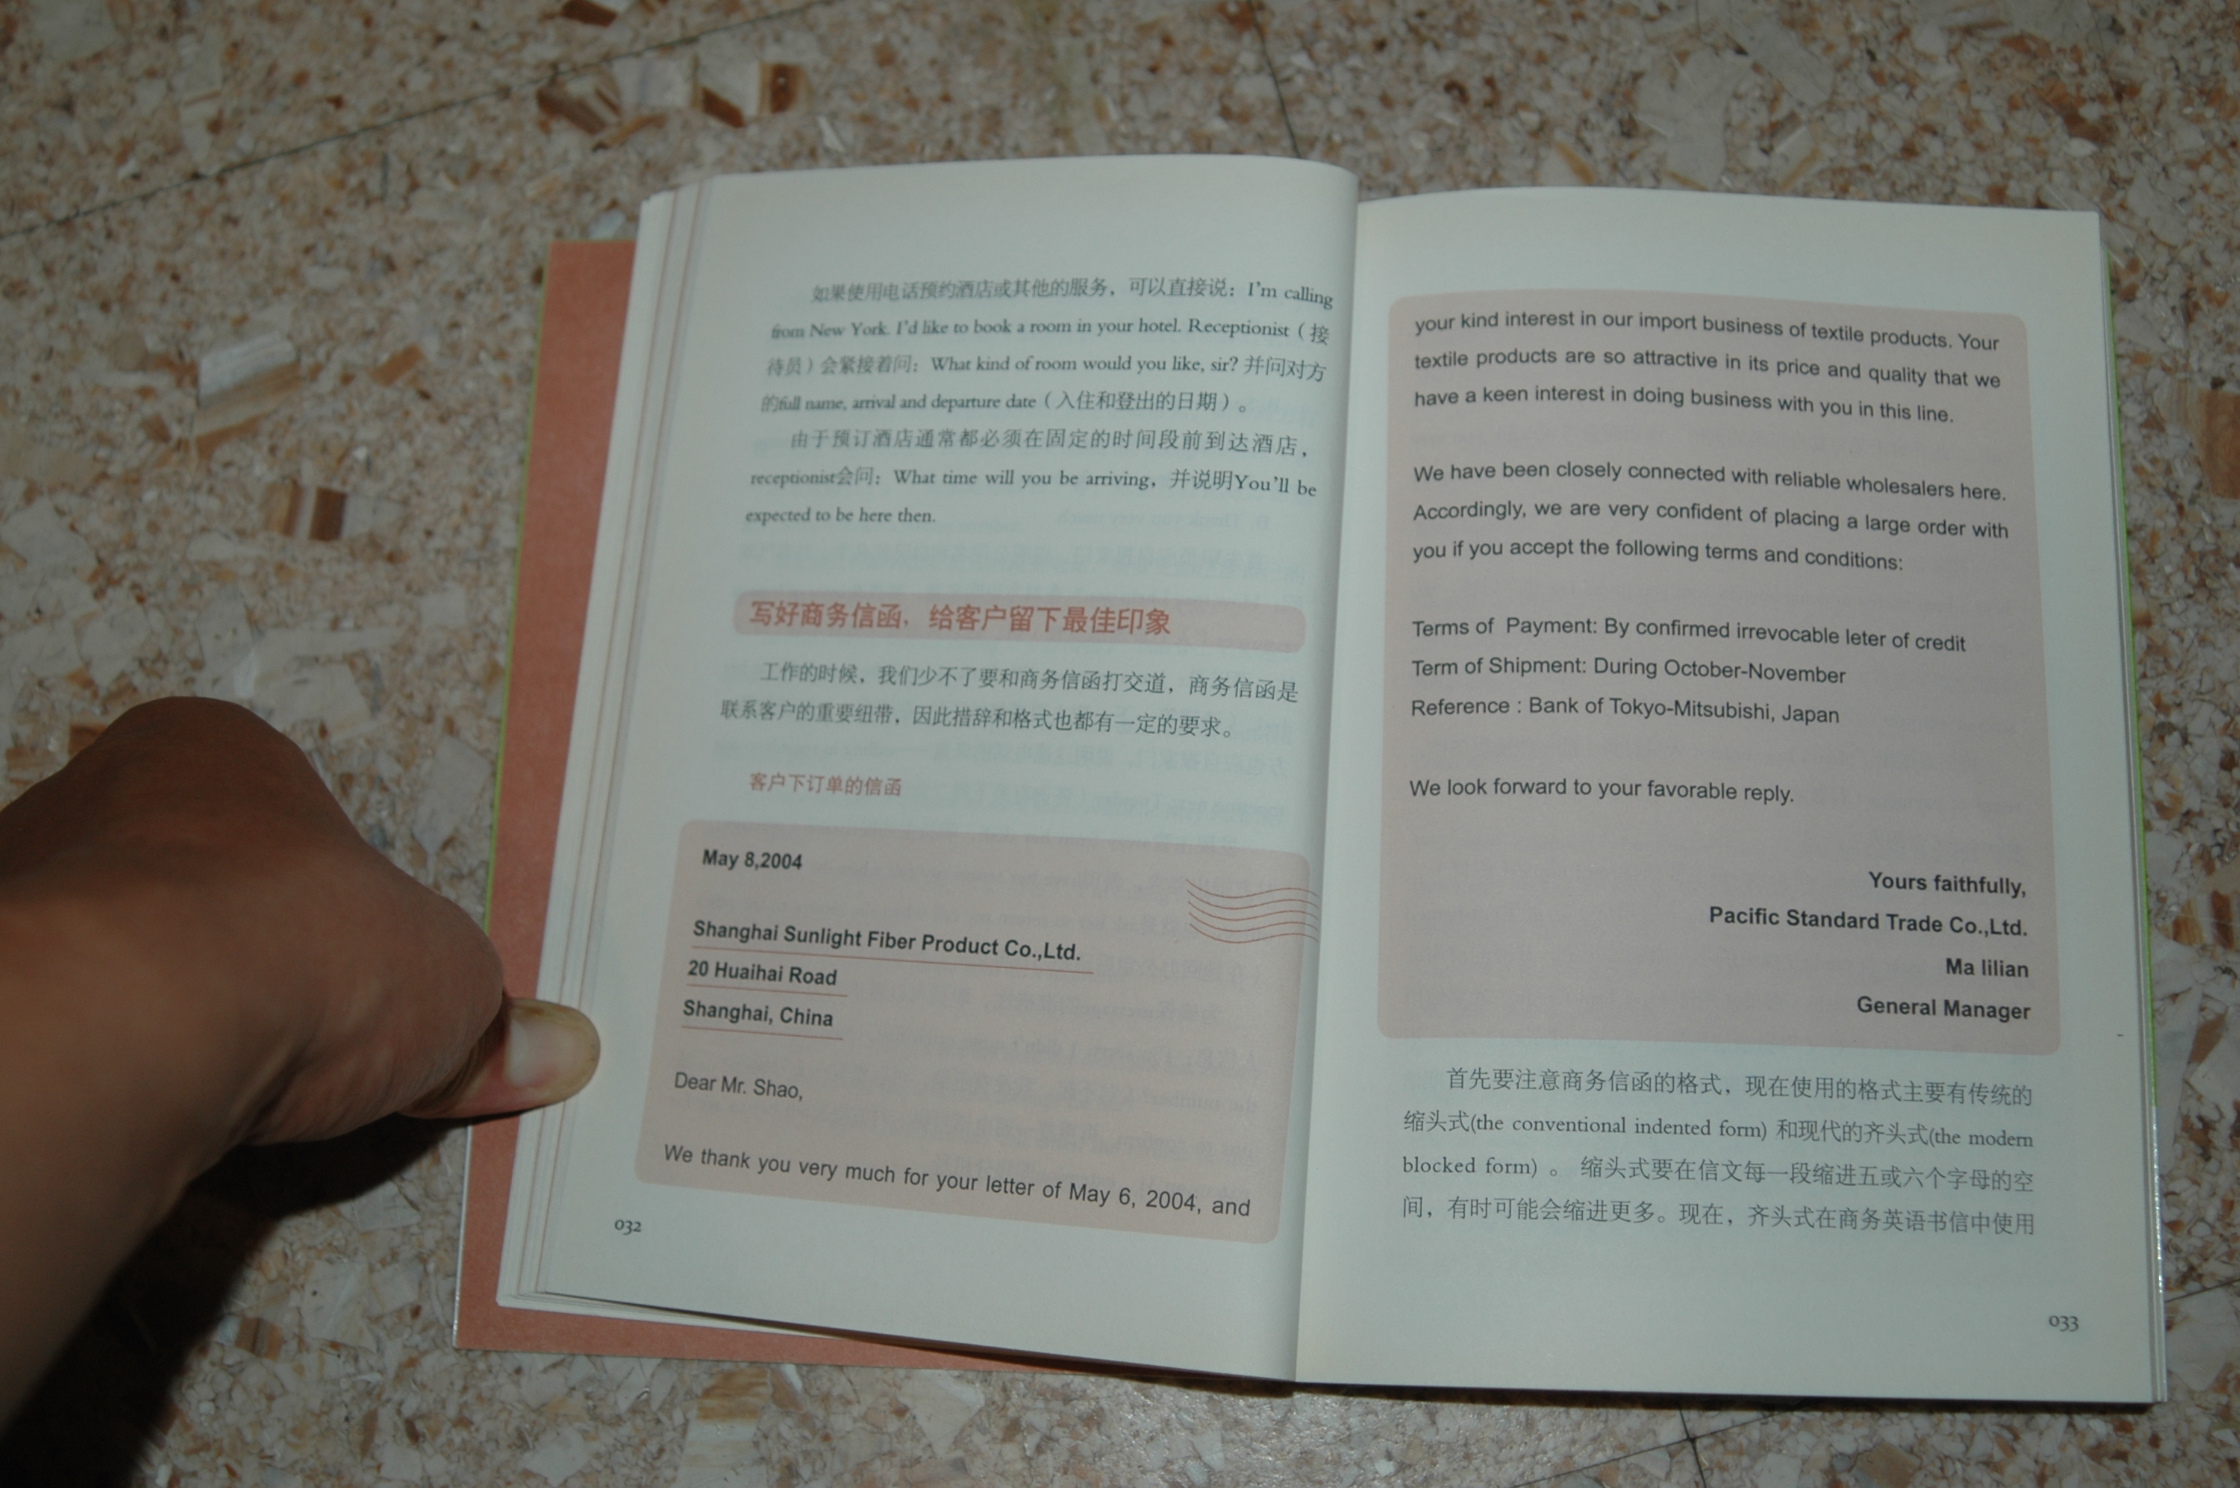 如果使用电话预约酒店或其他的服务，可以直接说：I'm calling
from New York. I'd like to book a room in your hotel. Receptionist（接
待员）会紧接着问：What kind of room would you like, sir? 并问对方
的full name, arrival and departure date（入住和登出的日期）。
由于预订酒店通常都必须在固定的时间段前到达酒店，
receptionist会问：What time will you be arriving，并说明You'll be
expected to be here then.
写好商务信函，给客户留下最佳印象
工作的时候，我们少不了要和商务信函打交道，商务信函是
联系客户的重要纽带，因此措辞和格式也都有一定的要求。
客户下订单的信函
May 8,2004
Shanghai Sunlight Fiber Product Co.,Ltd.
20 Huaihai Road
Shanghai, China
Dear Mr. Shao,
We thank you very much for your letter of May 6, 2004, and
032
your kind interest in our import business of textile products. Your
textile products are so attractive in its price and quality that we
have a keen interest in doing business with you in this line.
We have been closely connected with reliable wholesalers here.
Accordingly, we are very confident of placing a large order with
you if you accept the following terms and conditions:
Terms of Payment: By confirmed irrevocable leter of credit
Term of Shipment: During October-November
Reference : Bank of Tokyo-Mitsubishi, Japan
We look forward to your favorable reply.
Yours faithfully,
Pacific Standard Trade Co.,Ltd.
Ma lilian
General Manager
首先要注意商务信函的格式，现在使用的格式主要有传统的
缩头式(the conventional indented form) 和现代的齐头式(the modern
blocked form) 。缩头式要在信文每一段缩进五或六个字母的空
间，有时可能会缩进更多。现在，齐头式在商务英语书信中使用
033